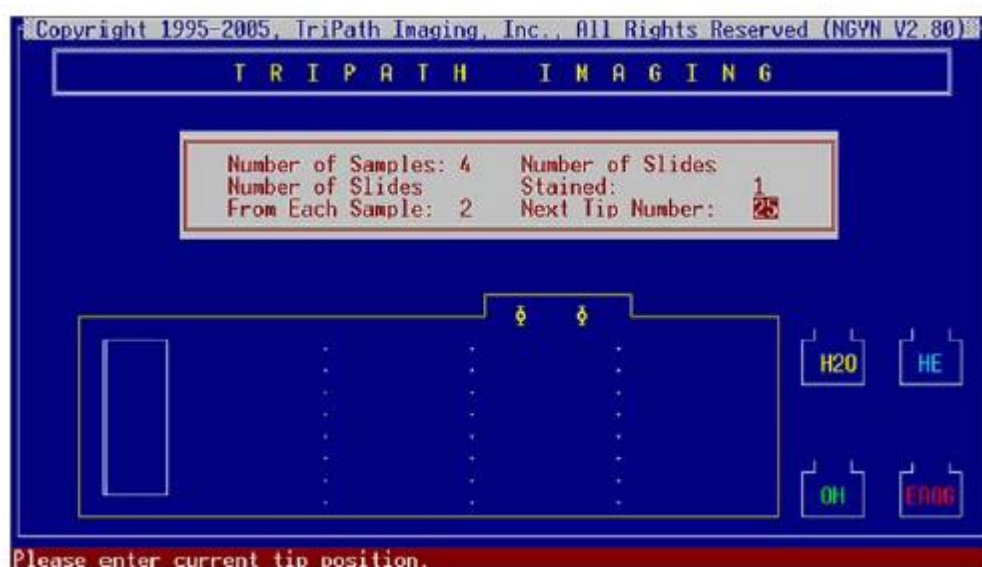 Copyright 1995-2005, TriPath Imaging, Inc., All Rights Reserved (NGYN V2.80)
T R I P A T H I M A G I N G
Number of Samples: 4 Number of Slides
Number of Slides Stained: 1
From Each Sample: 2 Next Tip Number: 25
H2O HE
OH EAOG
Please enter current tip position.